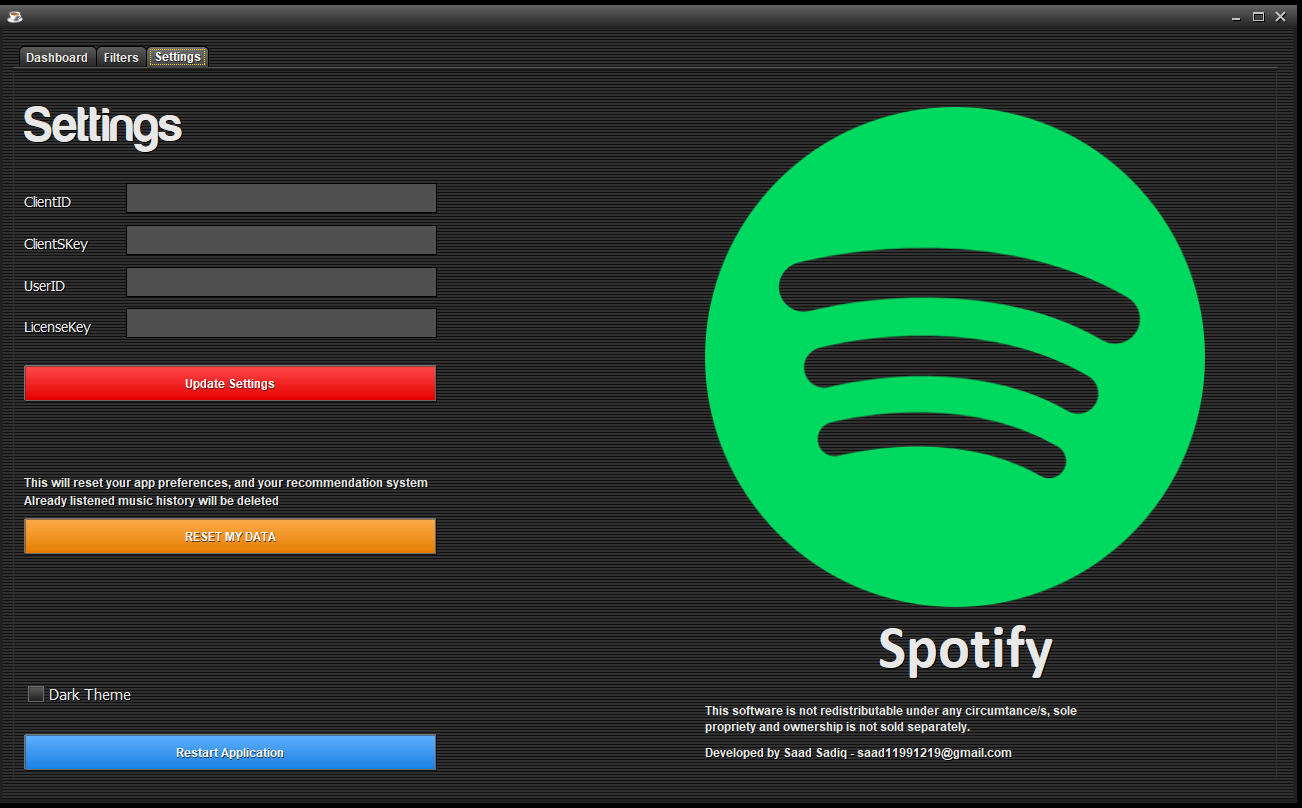 Dashboard Filters Settings
Settings
ClientID
ClientSKey
UserID
LicenseKey
Update Settings
This will reset your app preferences, and your recommendation system
Already listened music history will be deleted
RESET MY DATA
Dark Theme
Restart Application
Spotify
This software is not redistributable under any circumtance/s, sole
propriety and ownership is not sold separately.
Developed by Saad Sadiq - saad11991219@gmail.com